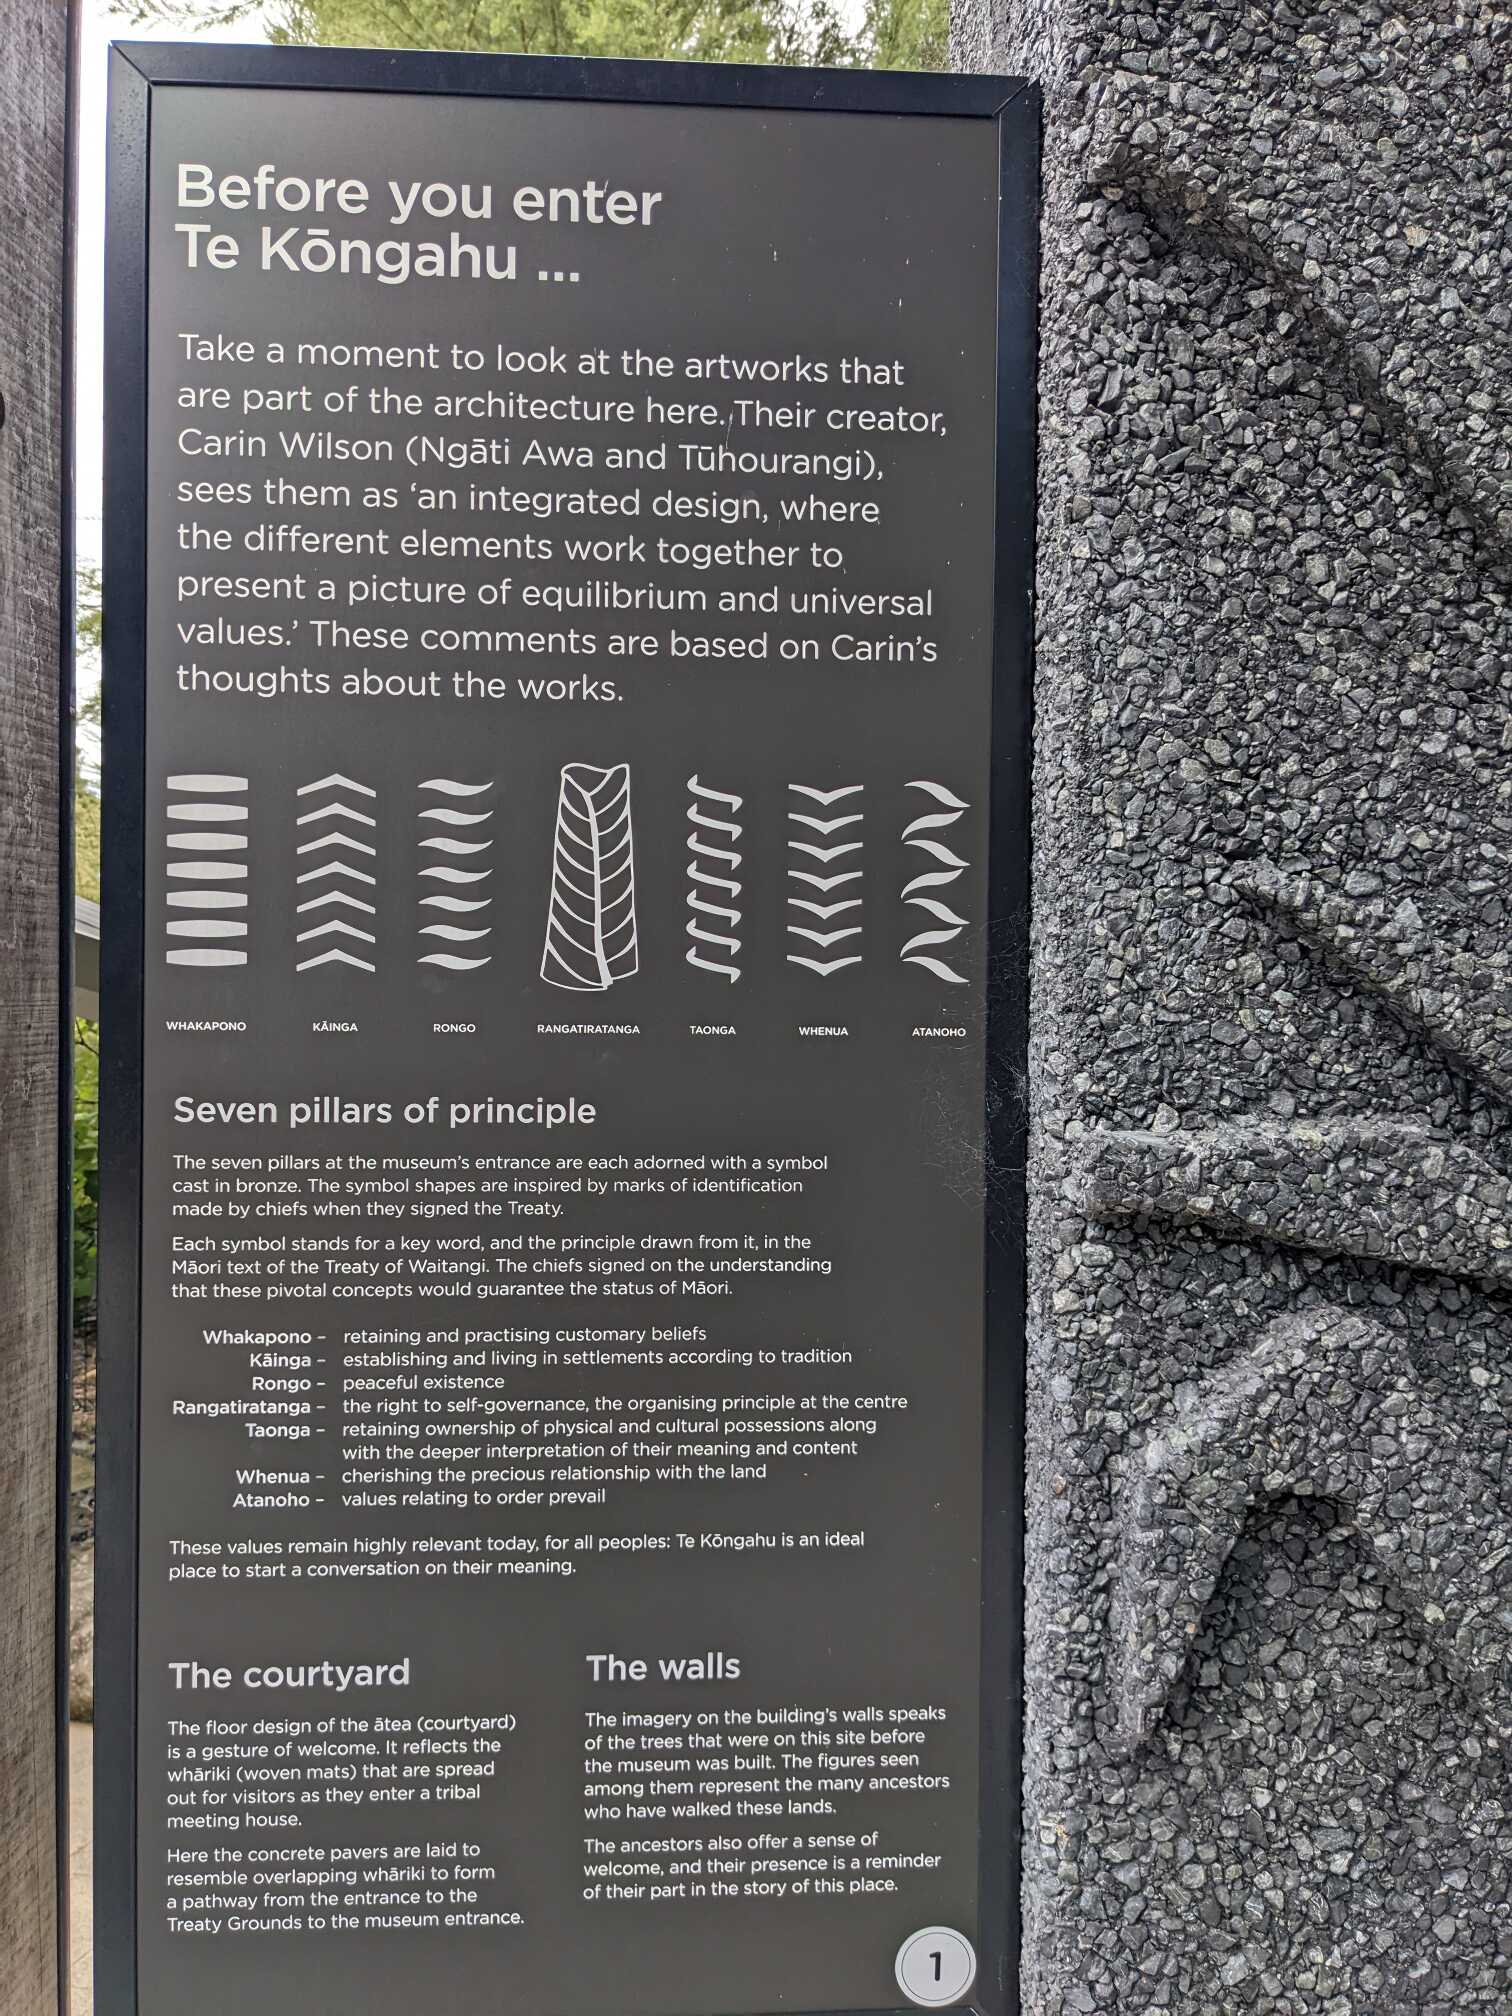 Before you enter
Te Kōngahu ...
Take a moment to look at the artworks that
are part of the architecture here. Their creator,
Carin Wilson (Ngāti Awa and Tūhourangi),
sees them as ‘an integrated design, where
the different elements work together to
present a picture of equilibrium and universal
values.’ These comments are based on Carin’s
thoughts about the works.
WHAKAPONO KĀINGA RONGO RANGATIRATANGA TAONGA WHENUA ATANOHO
Seven pillars of principle
The seven pillars at the museum’s entrance are each adorned with a symbol
cast in bronze. The symbol shapes are inspired by marks of identification
made by chiefs when they signed the Treaty.
Each symbol stands for a key word, and the principle drawn from it, in the
Māori text of the Treaty of Waitangi. The chiefs signed on the understanding
that these pivotal concepts would guarantee the status of Māori.
Whakapono – retaining and practising customary beliefs
Kāinga – establishing and living in settlements according to tradition
Rongo – peaceful existence
Rangatiratanga – the right to self-governance, the organising principle at the centre
Taonga – retaining ownership of physical and cultural possessions along
with the deeper interpretation of their meaning and content
Whenua – cherishing the precious relationship with the land
Atanoho – values relating to order prevail
These values remain highly relevant today, for all peoples: Te Kōngahu is an ideal
place to start a conversation on their meaning.
The courtyard
The floor design of the ātea (courtyard)
is a gesture of welcome. It reflects the
whāriki (woven mats) that are spread
out for visitors as they enter a tribal
meeting house.
Here the concrete pavers are laid to
resemble overlapping whāriki to form
a pathway from the entrance to the
Treaty Grounds to the museum entrance.
The walls
The imagery on the building’s walls speaks
of the trees that were on this site before
the museum was built. The figures seen
among them represent the many ancestors
who have walked these lands.
The ancestors also offer a sense of
welcome, and their presence is a reminder
of their part in the story of this place.
1